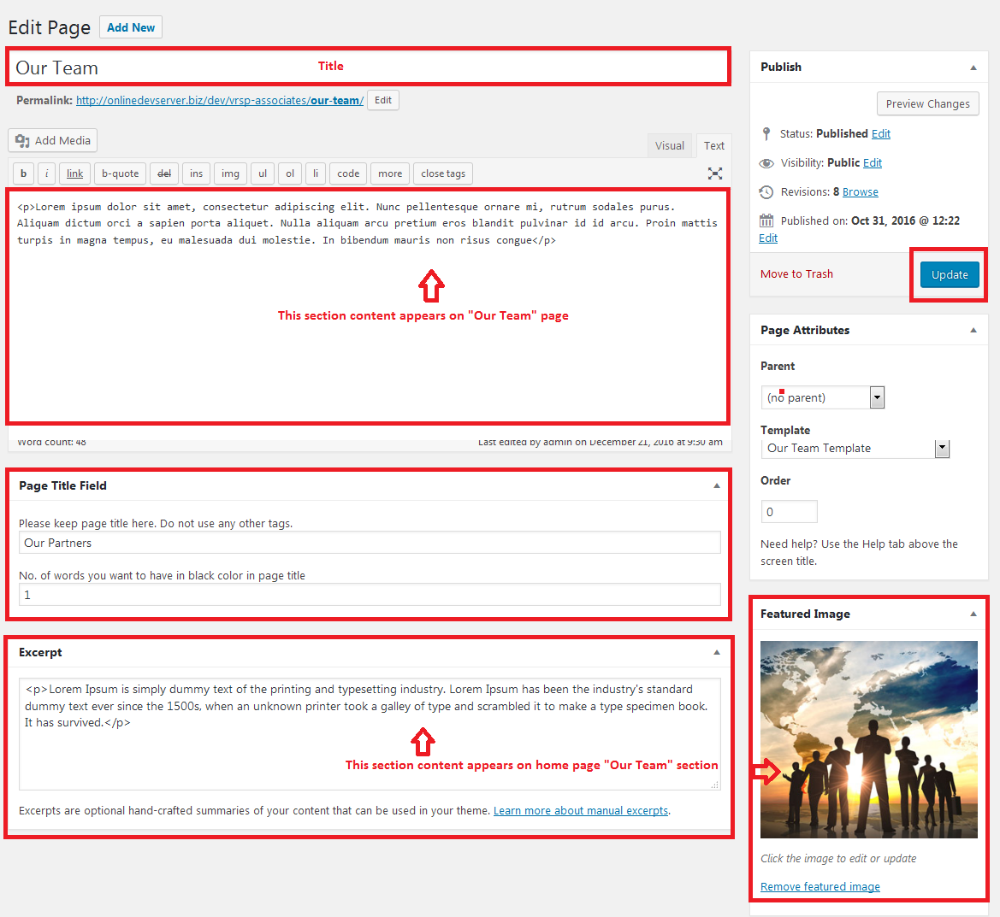 Edit Page Add New
Our Team Title
Permalink: http://onlinedevserver.biz/dev/vrsp-associates/our-team/ Edit
Add Media
Visual Text
b i link b-quote del ins img ul ol li code more close tags
<p>Lorem ipsum dolor sit amet, consectetur adipiscing elit. Nunc pellentesque ornare mi, rutrum sodales purus.
Aliquam dictum orci a sapien porta aliquet. Nulla aliquam arcu pretium eros blandit pulvinar id id arcu. Proin mattis
turpis in magna tempus, eu malesuada dui molestie. In bibendum mauris non risus congue</p>
This section content appears on "Our Team" page
Word count: 48 Last edited by admin on December 21, 2016 at 9:30 am
Page Title Field
Please keep page title here. Do not use any other tags.
Our Partners
No. of words you want to have in black color in page title
1
Excerpt
<p>Lorem Ipsum is simply dummy text of the printing and typesetting industry. Lorem Ipsum has been the industry's standard
dummy text ever since the 1500s, when an unknown printer took a galley of type and scrambled it to make a type specimen book.
It has survived.</p>
This section content appears on home page "Our Team" section
Excerpts are optional hand-crafted summaries of your content that can be used in your theme. Learn more about manual excerpts.
Publish
Preview Changes
Status: Published Edit
Visibility: Public Edit
Revisions: 8 Browse
Published on: Oct 31, 2016 @ 12:22
Edit
Move to Trash Update
Page Attributes
Parent
(no parent)
Template
Our Team Template
Order
0
Need help? Use the Help tab above the
screen title.
Featured Image
Click the image to edit or update
Remove featured image